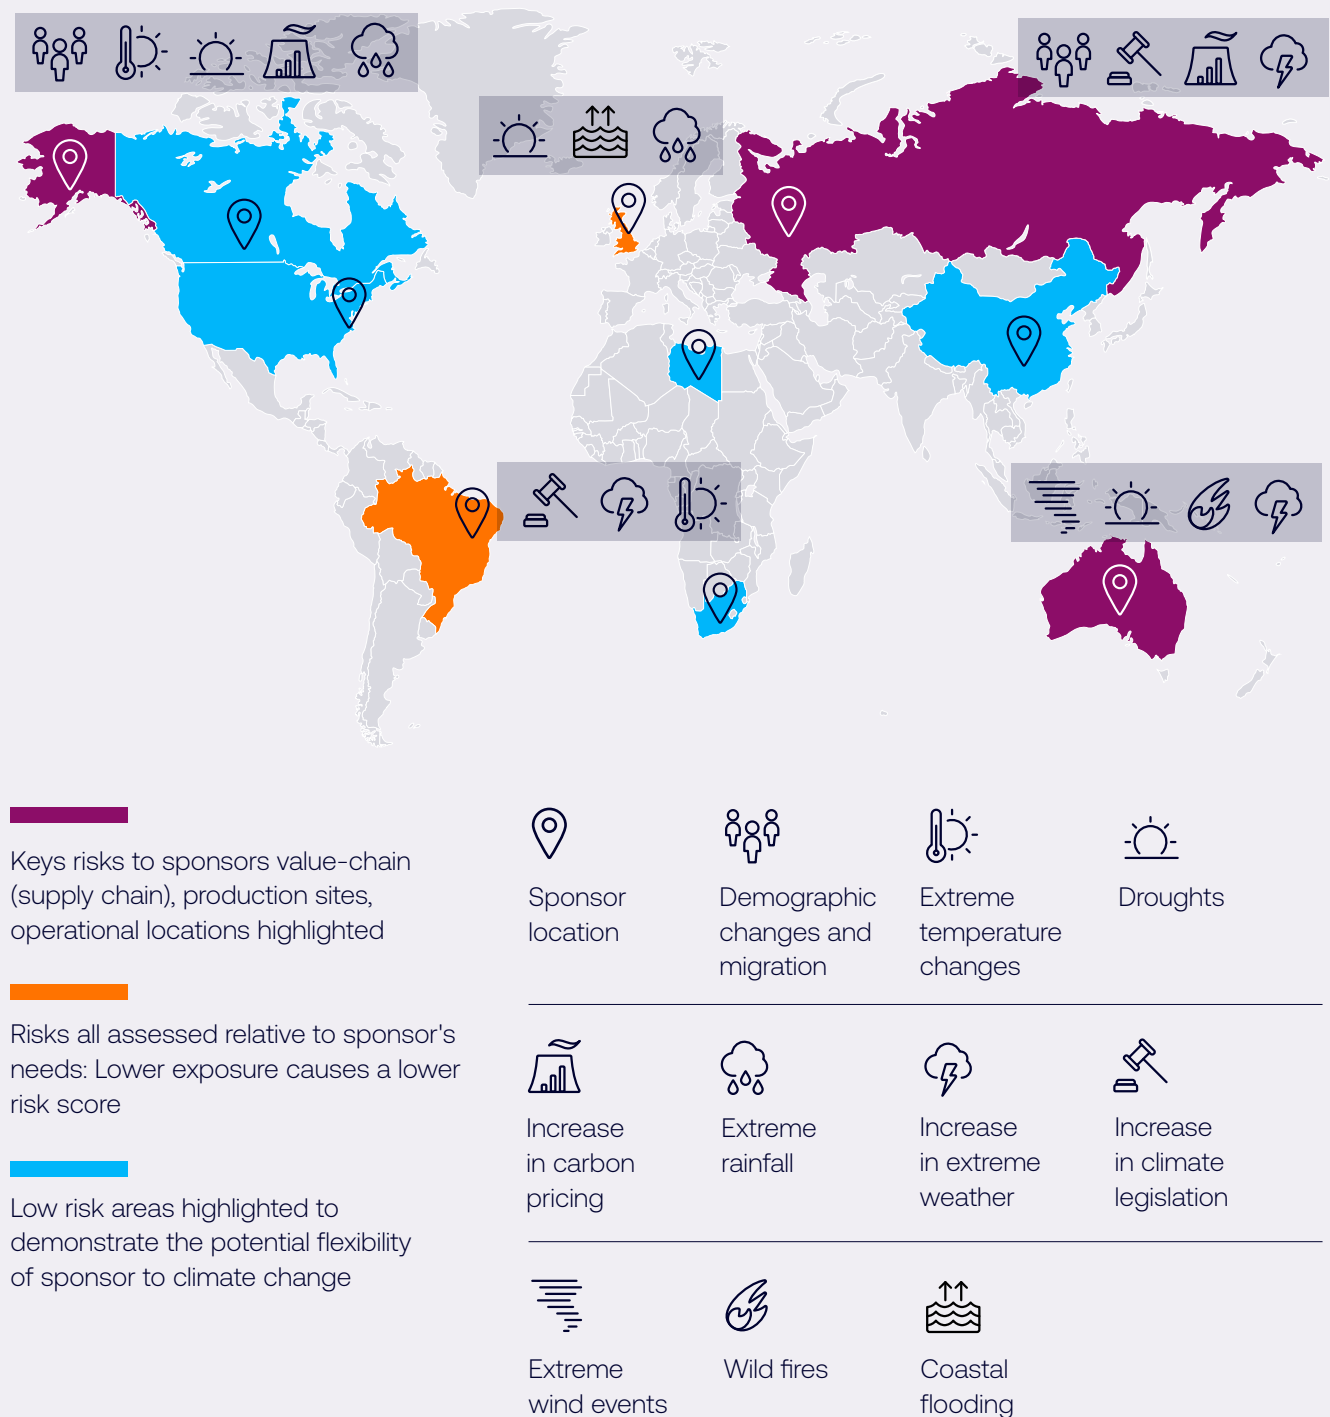 Keys risks to sponsors value-chain
(supply chain), production sites,
operational locations highlighted
Risks all assessed relative to sponsor's
needs: Lower exposure causes a lower
risk score
Low risk areas highlighted to
demonstrate the potential flexibility
of sponsor to climate change
Sponsor
location
Demographic
changes and
migration
Extreme
temperature
changes
Droughts
Increase
in carbon
pricing
Extreme
rainfall
Increase
in extreme
weather
Increase
in climate
legislation
Extreme
wind events
Wild fires
Coastal
flooding